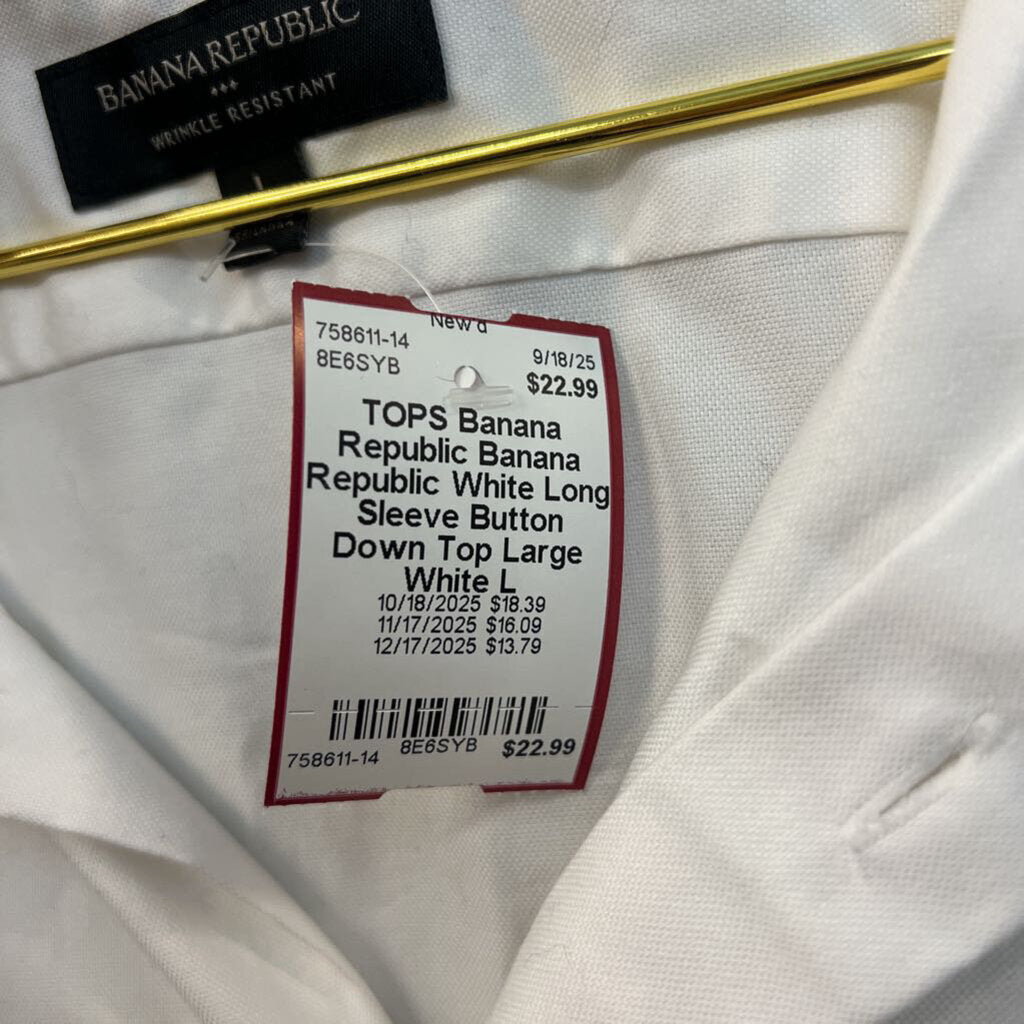 BANANA REPUBLIC
WRINKLE RESISTANT
L
New d
758611-14
8E6SYB
9/18/25
$22.99
TOPS Banana
Republic Banana
Republic White Long
Sleeve Button
Down Top Large
White L
10/18/2025 $18.39
11/17/2025 $16.09
12/17/2025 $13.79
758611-14
8E6SYB
$22.99